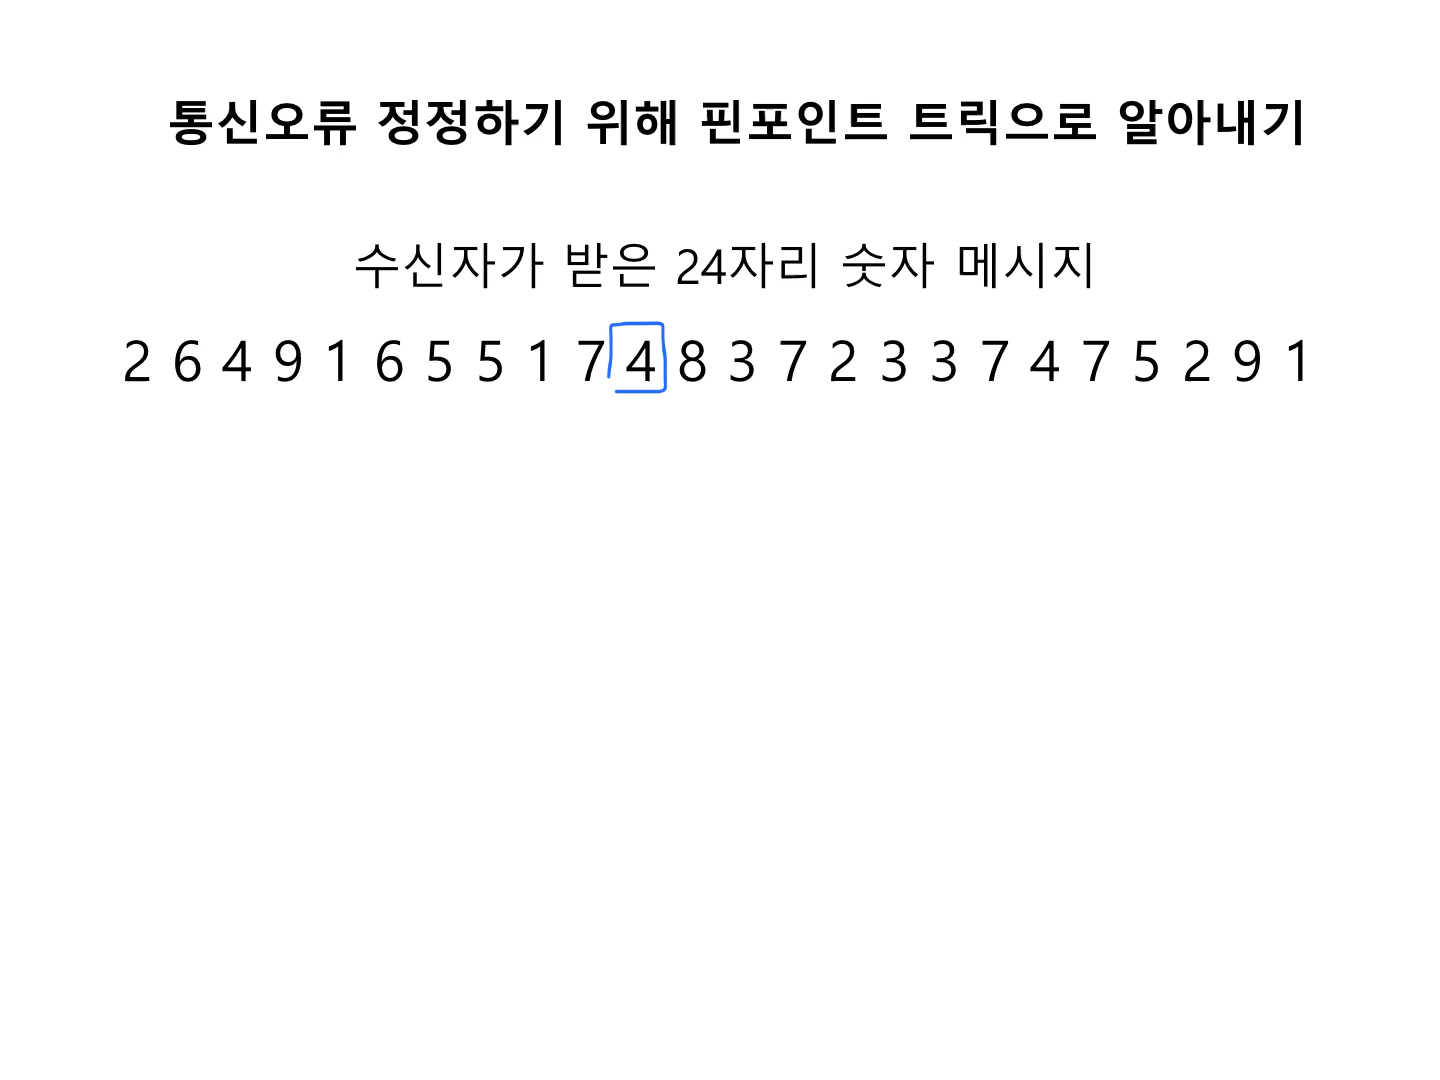 통신오류 정정하기 위해 핀포인트 트릭으로 알아내기
수신자가 받은 24자리 숫자 메시지
2 6 4 9 1 6 5 5 1 7 4 8 3 7 2 3 3 7 4 7 5 2 9 1